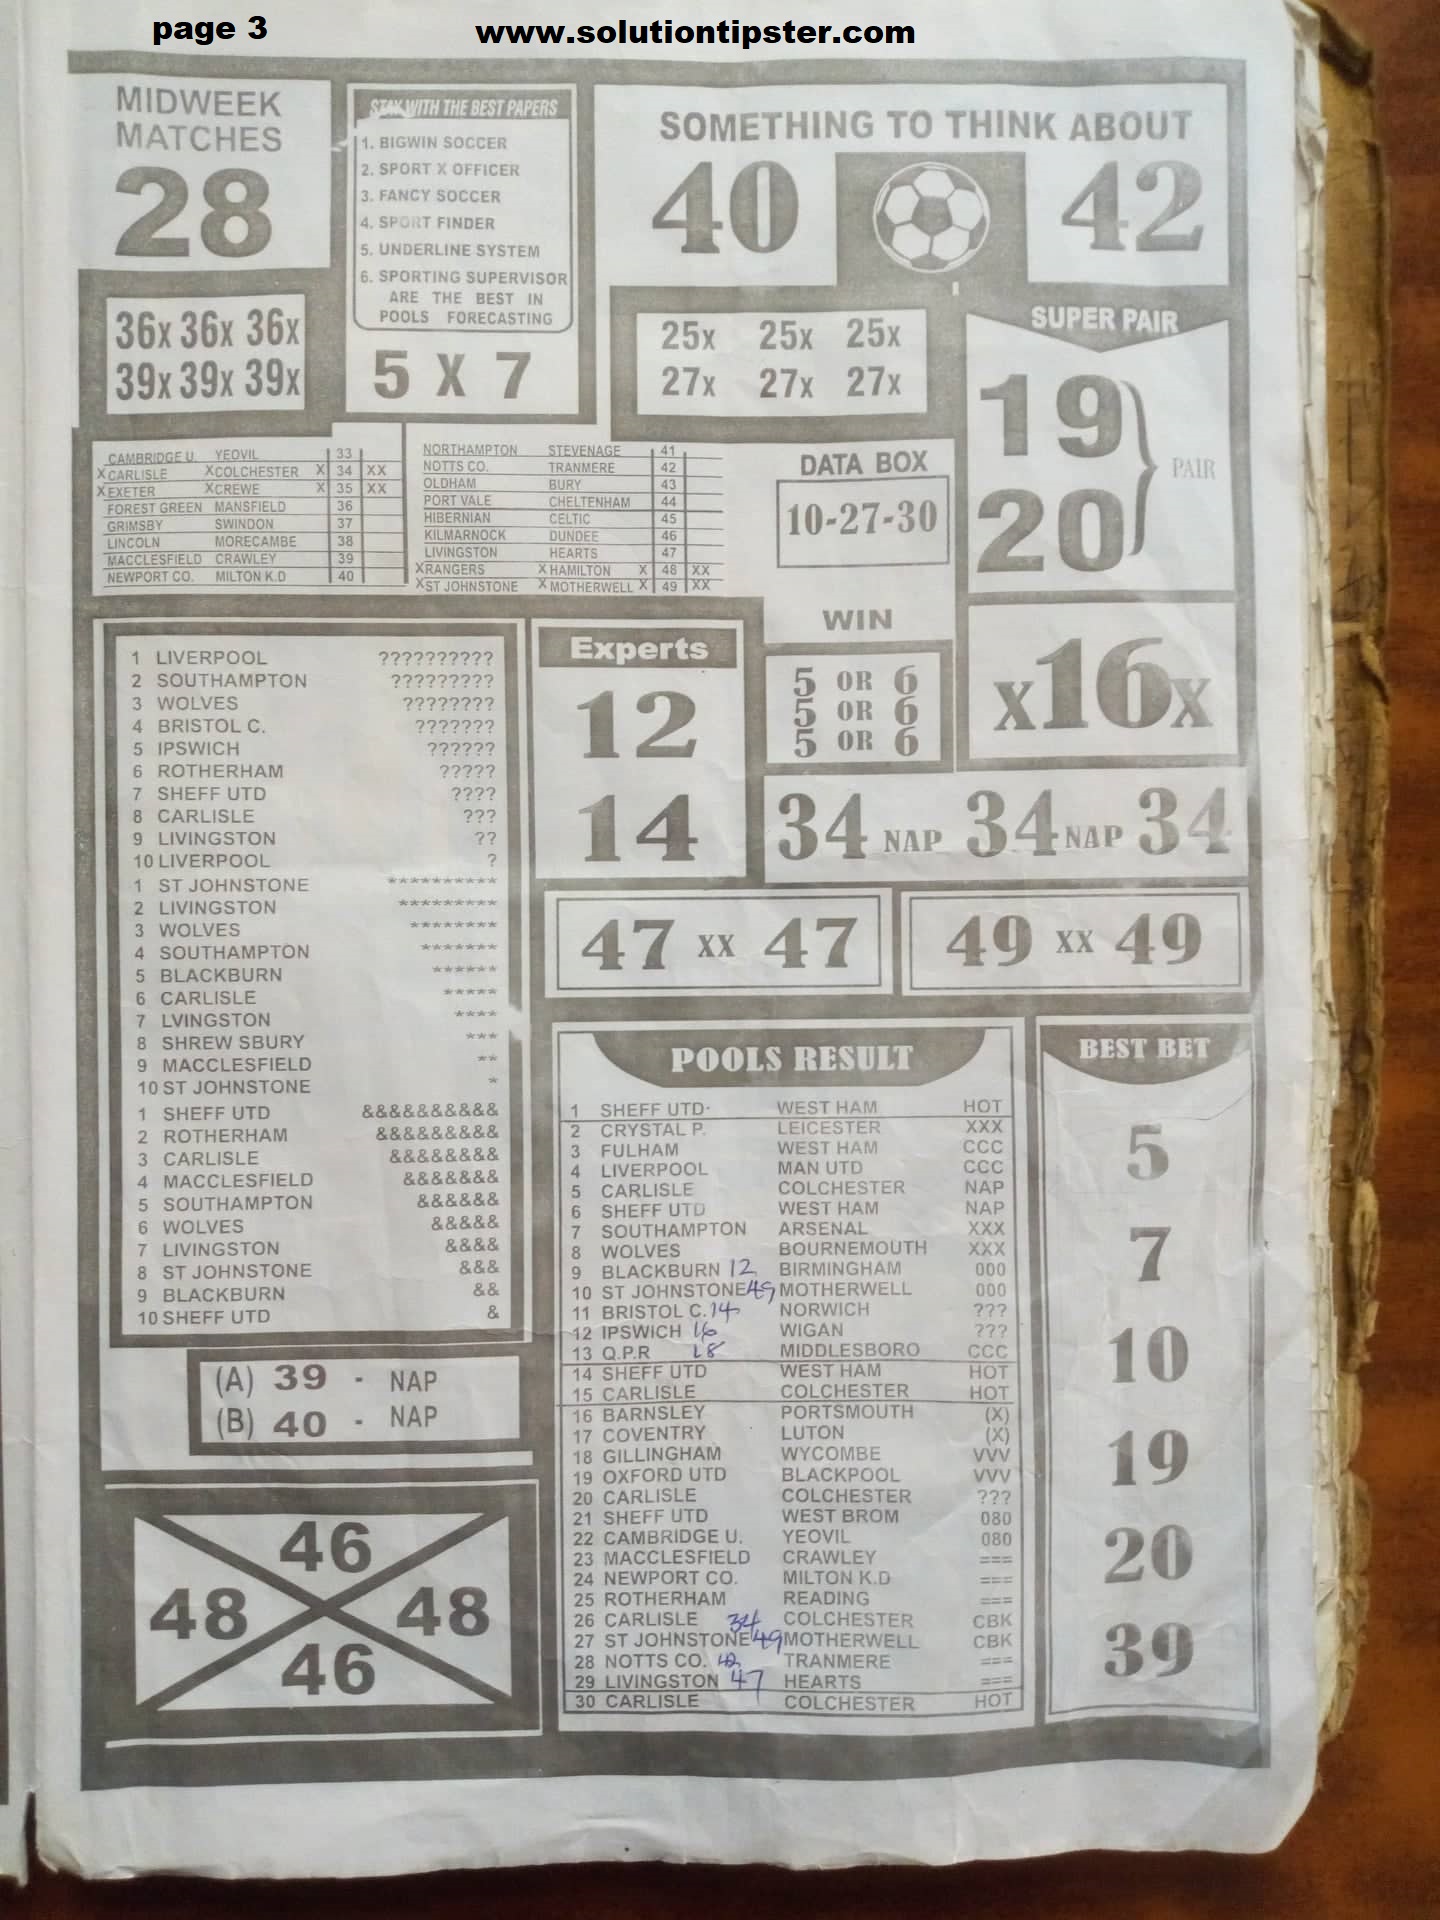 page 3
www.solutiontipster.com
MIDWEEK
MATCHES
28
STAY WITH THE BEST PAPERS
1. BIGWIN SOCCER
2. SPORT X OFFICER
3. FANCY SOCCER
4. SPORT FINDER
5. UNDERLINE SYSTEM
6. SPORTING SUPERVISOR
ARE THE BEST IN
POOLS FORECASTING
5 X 7
SOMETHING TO THINK ABOUT
40 42
36x 36x 36x
39x 39x 39x
25x 25x 25x
27x 27x 27x
SUPER PAIR
19
20
PAIR
CAMBRIDGE U. YEOVIL 33
X CARLISLE X COLCHESTER X 34 XX
X EXETER X CREWE X 35 XX
FOREST GREEN MANSFIELD 36
GRIMSBY SWINDON 37
LINCOLN MORECAMBE 38
MACCLESFIELD CRAWLEY 39
NEWPORT CO. MILTON K.D 40
NORTHAMPTON STEVENAGE 41
NOTTS CO. TRANMERE 42
OLDHAM BURY 43
PORT VALE CHELTENHAM 44
HIBERNIAN CELTIC 45
KILMARNOCK DUNDEE 46
LIVINGSTON HEARTS 47
X RANGERS X HAMILTON X 48 XX
X ST JOHNSTONE X MOTHERWELL X 49 XX
DATA BOX
10-27-30
WIN
5 OR 6
5 OR 6
5 OR 6
x16x
1 LIVERPOOL ??????????
2 SOUTHAMPTON ?????????
3 WOLVES ????????
4 BRISTOL C. ???????
5 IPSWICH ??????
6 ROTHERHAM ?????
7 SHEFF UTD ????
8 CARLISLE ???
9 LIVINGSTON ??
10 LIVERPOOL ?
1 ST JOHNSTONE **********
2 LIVINGSTON *********
3 WOLVES ********
4 SOUTHAMPTON *******
5 BLACKBURN ******
6 CARLISLE *****
7 LVINGSTON ****
8 SHREW SBURY ***
9 MACCLESFIELD **
10 ST JOHNSTONE *
1 SHEFF UTD &&&&&&&&&&
2 ROTHERHAM &&&&&&&&&
3 CARLISLE &&&&&&&&
4 MACCLESFIELD &&&&&&&
5 SOUTHAMPTON &&&&&&
6 WOLVES &&&&&
7 LIVINGSTON &&&&
8 ST JOHNSTONE &&&
9 BLACKBURN &&
10 SHEFF UTD &
Experts
12
14
34 NAP 34 NAP 34
47 xx 47
49 xx 49
(A) 39 - NAP
(B) 40 - NAP
46
48 48
46
POOLS RESULT
1 SHEFF UTD- WEST HAM HOT
2 CRYSTAL P. LEICESTER XXX
3 FULHAM WEST HAM CCC
4 LIVERPOOL MAN UTD CCC
5 CARLISLE COLCHESTER NAP
6 SHEFF UTD WEST HAM NAP
7 SOUTHAMPTON ARSENAL XXX
8 WOLVES BOURNEMOUTH XXX
9 BLACKBURN 12 BIRMINGHAM 000
10 ST JOHNSTONE 49 MOTHERWELL 000
11 BRISTOL C. 14 NORWICH ???
12 IPSWICH 16 WIGAN ???
13 Q.P.R 18 MIDDLESBORO CCC
14 SHEFF UTD WEST HAM HOT
15 CARLISLE COLCHESTER HOT
16 BARNSLEY PORTSMOUTH (X)
17 COVENTRY LUTON (X)
18 GILLINGHAM WYCOMBE VVV
19 OXFORD UTD BLACKPOOL VVV
20 CARLISLE COLCHESTER ???
21 SHEFF UTD WEST BROM 080
22 CAMBRIDGE U. YEOVIL 080
23 MACCLESFIELD CRAWLEY ===
24 NEWPORT CO. MILTON K.D ===
25 ROTHERHAM READING ===
26 CARLISLE 34 COLCHESTER CBK
27 ST JOHNSTONE 49 MOTHERWELL CBK
28 NOTTS CO. 42 TRANMERE ===
29 LIVINGSTON 47 HEARTS ===
30 CARLISLE COLCHESTER HOT
BEST BET
5
7
10
19
20
39